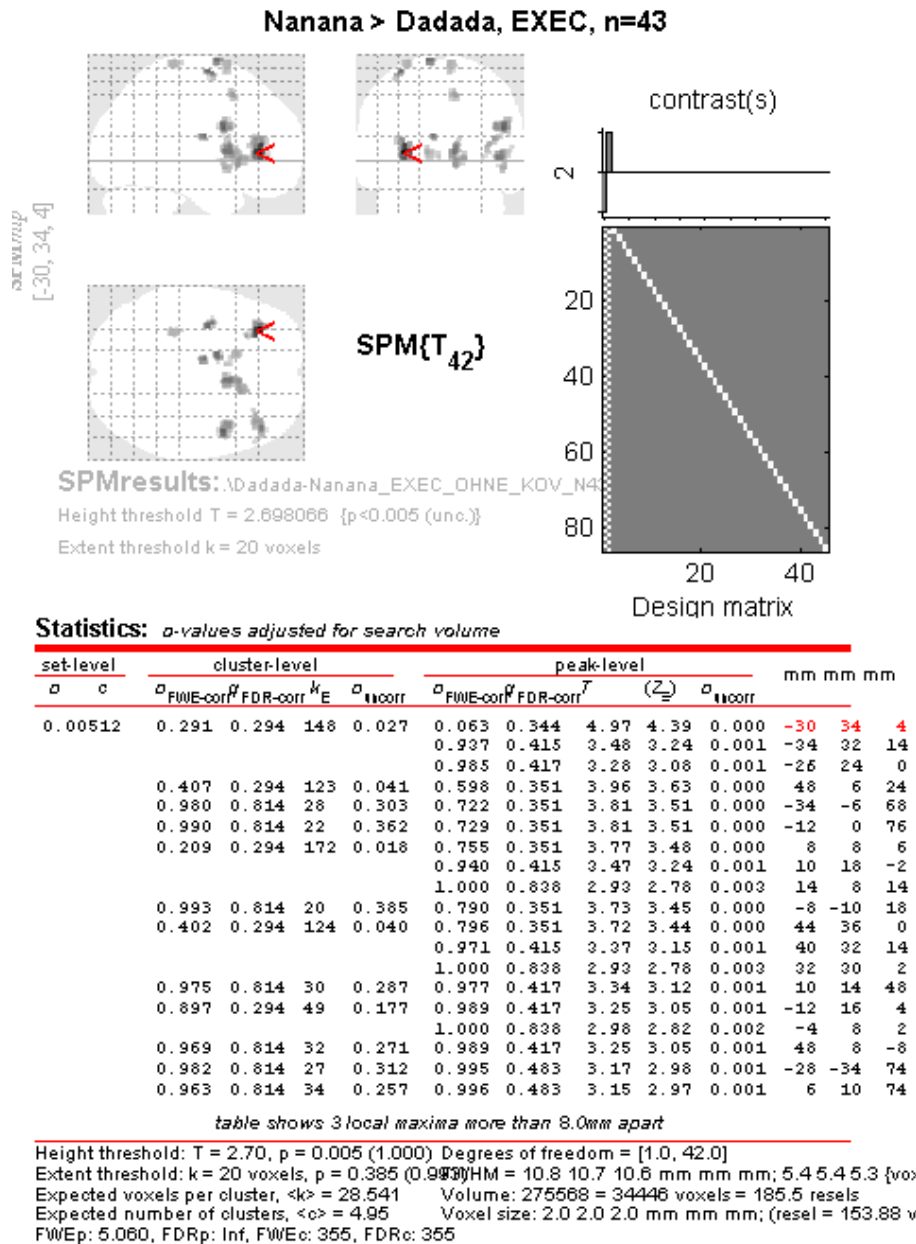 Nanana > Dadada, EXEC, n=43
contrast(s)
2
[-30, 34, 4]
SPM{T42}
20
40
60
80
20 40
Design matrix
SPMresults: .\Dadada-Nanana_EXEC_OHNE_KOV_N43
Height threshold T = 2.698066 {p<0.005 (unc.)}
Extent threshold k = 20 voxels
Statistics: p-values adjusted for search volume
set-level cluster-level peak-level mm mm mm
p c pFWE-corr qFDR-corr kE puncorr pFWE-corr qFDR-corr T (Z≡) puncorr
0.005 12 0.291 0.294 148 0.027 0.063 0.344 4.97 4.39 0.000 -30 34 4
0.937 0.415 3.48 3.24 0.001 -34 32 14
0.985 0.417 3.28 3.08 0.001 -26 24 0
0.407 0.294 123 0.041 0.598 0.351 3.96 3.63 0.000 48 6 24
0.980 0.814 28 0.303 0.722 0.351 3.81 3.51 0.000 -34 -6 68
0.990 0.814 22 0.362 0.729 0.351 3.81 3.51 0.000 -12 0 76
0.209 0.294 172 0.018 0.755 0.351 3.77 3.48 0.000 8 8 6
0.940 0.415 3.47 3.24 0.001 10 18 -2
1.000 0.838 2.93 2.78 0.003 14 8 14
0.993 0.814 20 0.385 0.790 0.351 3.73 3.45 0.000 -8 -10 18
0.402 0.294 124 0.040 0.796 0.351 3.72 3.44 0.000 44 36 0
0.971 0.415 3.37 3.15 0.001 40 32 14
1.000 0.838 2.93 2.78 0.003 32 30 2
0.975 0.814 30 0.287 0.977 0.417 3.34 3.12 0.001 10 14 48
0.897 0.294 49 0.177 0.989 0.417 3.25 3.05 0.001 -12 16 4
1.000 0.838 2.98 2.82 0.002 -4 8 2
0.969 0.814 32 0.271 0.989 0.417 3.25 3.05 0.001 48 8 -8
0.982 0.814 27 0.312 0.995 0.483 3.17 2.98 0.001 -28 -34 74
0.963 0.814 34 0.257 0.996 0.483 3.15 2.97 0.001 6 10 74
table shows 3 local maxima more than 8.0mm apart
Height threshold: T = 2.70, p = 0.005 (1.000) Degrees of freedom = [1.0, 42.0]
Extent threshold: k = 20 voxels, p = 0.385 (0.993) FWHM = 10.8 10.7 10.6 mm mm mm; 5.4 5.4 5.3 {vox
Expected voxels per cluster, <k> = 28.541 Volume: 275568 = 34446 voxels = 185.5 resels
Expected number of clusters, <c> = 4.95 Voxel size: 2.0 2.0 2.0 mm mm mm; (resel = 153.88 v
FWEp: 5.060, FDRp: Inf, FWEc: 355, FDRc: 355